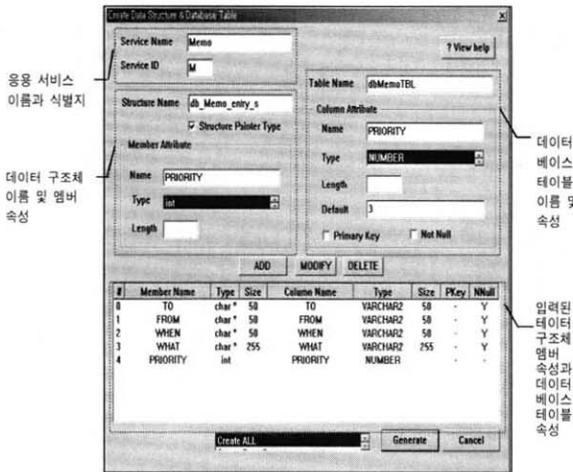 Create Data Structure & Database Table
Service Name Memo
Service ID M
? View help
Structure Name db_Memo_entry_s
Structure Pointer Type
Member Attribute
Name PRIORITY
Type int
Length
Table Name dbMemoTBL
Column Attribute
Name PRIORITY
Type NUMBER
Length
Default 3
Primary Key Not Null
ADD MODIFY DELETE
# Member Name Type Size Column Name Type Size PKey NNull
0 TO char * 50 TO VARCHAR2 50 - Y
1 FROM char * 50 FROM VARCHAR2 50 - Y
2 WHEN char * 50 WHEN VARCHAR2 50 - Y
3 WHAT char * 255 WHAT VARCHAR2 255 - Y
4 PRIORITY int PRIORITY NUMBER - -
Create ALL
Generate Cancel
응용 서비스
이름과 식별지
데이터 구조체
이름 및 멤버
속성
데이터
베이스
테이블
이름 및
속성
입력된
데이터
구조체
멤버
속성과
데이터
베이스
테이블
속성